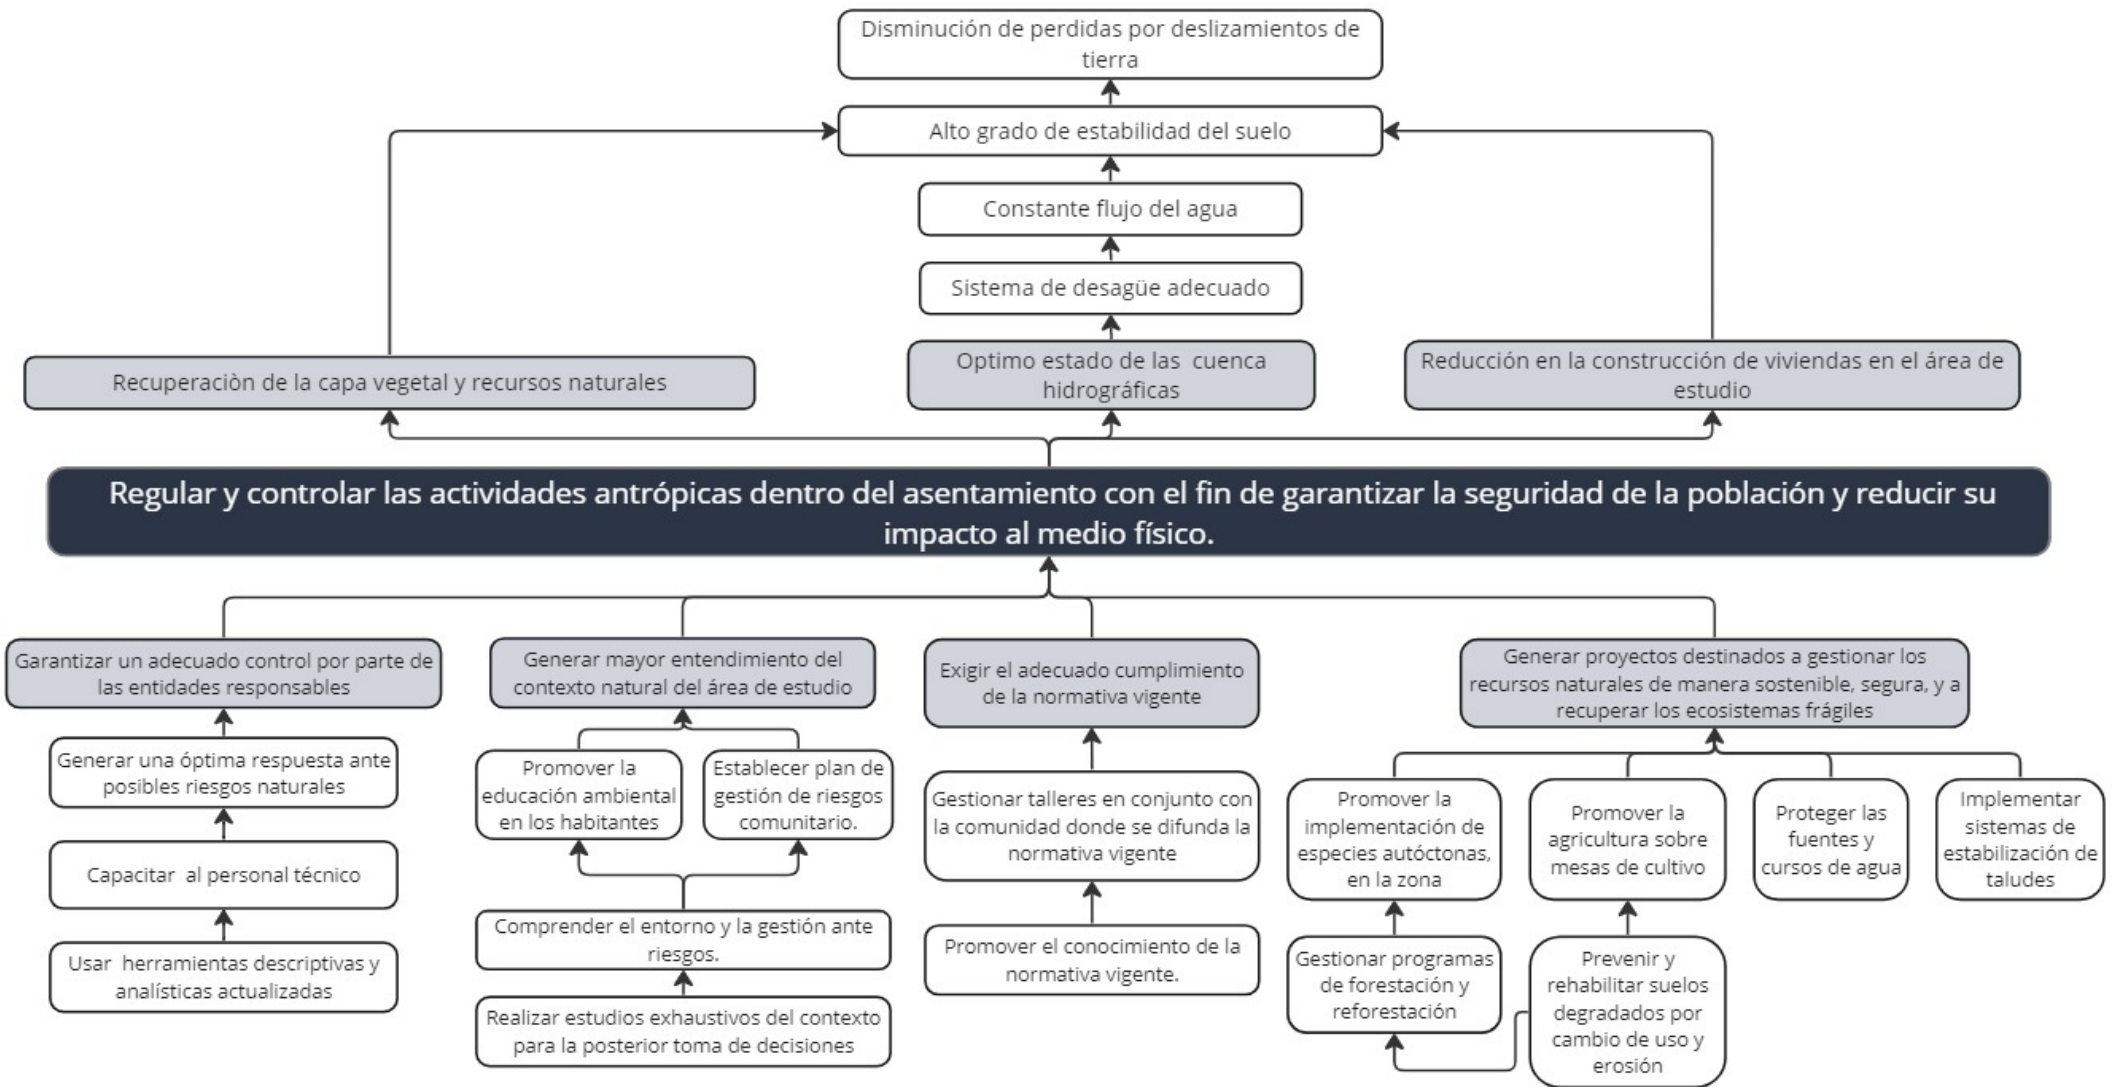 Disminución de perdidas por deslizamientos de
tierra
Alto grado de estabilidad del suelo
Constante flujo del agua
Sistema de desagüe adecuado
Recuperaciòn de la capa vegetal y recursos naturales
Optimo estado de las cuenca
hidrográficas
Reducción en la construcción de viviendas en el área de
estudio
Regular y controlar las actividades antrópicas dentro del asentamiento con el fin de garantizar la seguridad de la población y reducir su
impacto al medio físico.
Garantizar un adecuado control por parte de
las entidades responsables
Generar una óptima respuesta ante
posibles riesgos naturales
Capacitar al personal técnico
Usar herramientas descriptivas y
analísticas actualizadas
Generar mayor entendimiento del
contexto natural del área de estudio
Promover la
educación ambiental
en los habitantes
Establecer plan de
gestión de riesgos
comunitario.
Comprender el entorno y la gestión ante
riesgos.
Realizar estudios exhaustivos del contexto
para la posterior toma de decisiones
Exigir el adecuado cumplimiento
de la normativa vigente
Gestionar talleres en conjunto con
la comunidad donde se difunda la
normativa vigente
Promover el conocimiento de la
normativa vigente.
Generar proyectos destinados a gestionar los
recursos naturales de manera sostenible, segura, y a
recuperar los ecosistemas frágiles
Promover la
implementación de
especies autóctonas,
en la zona
Gestionar programas
de forestación y
reforestación
Promover la
agricultura sobre
mesas de cultivo
Prevenir y
rehabilitar suelos
degradados por
cambio de uso y
erosión
Proteger las
fuentes y
cursos de agua
Implementar
sistemas de
estabilización de
taludes